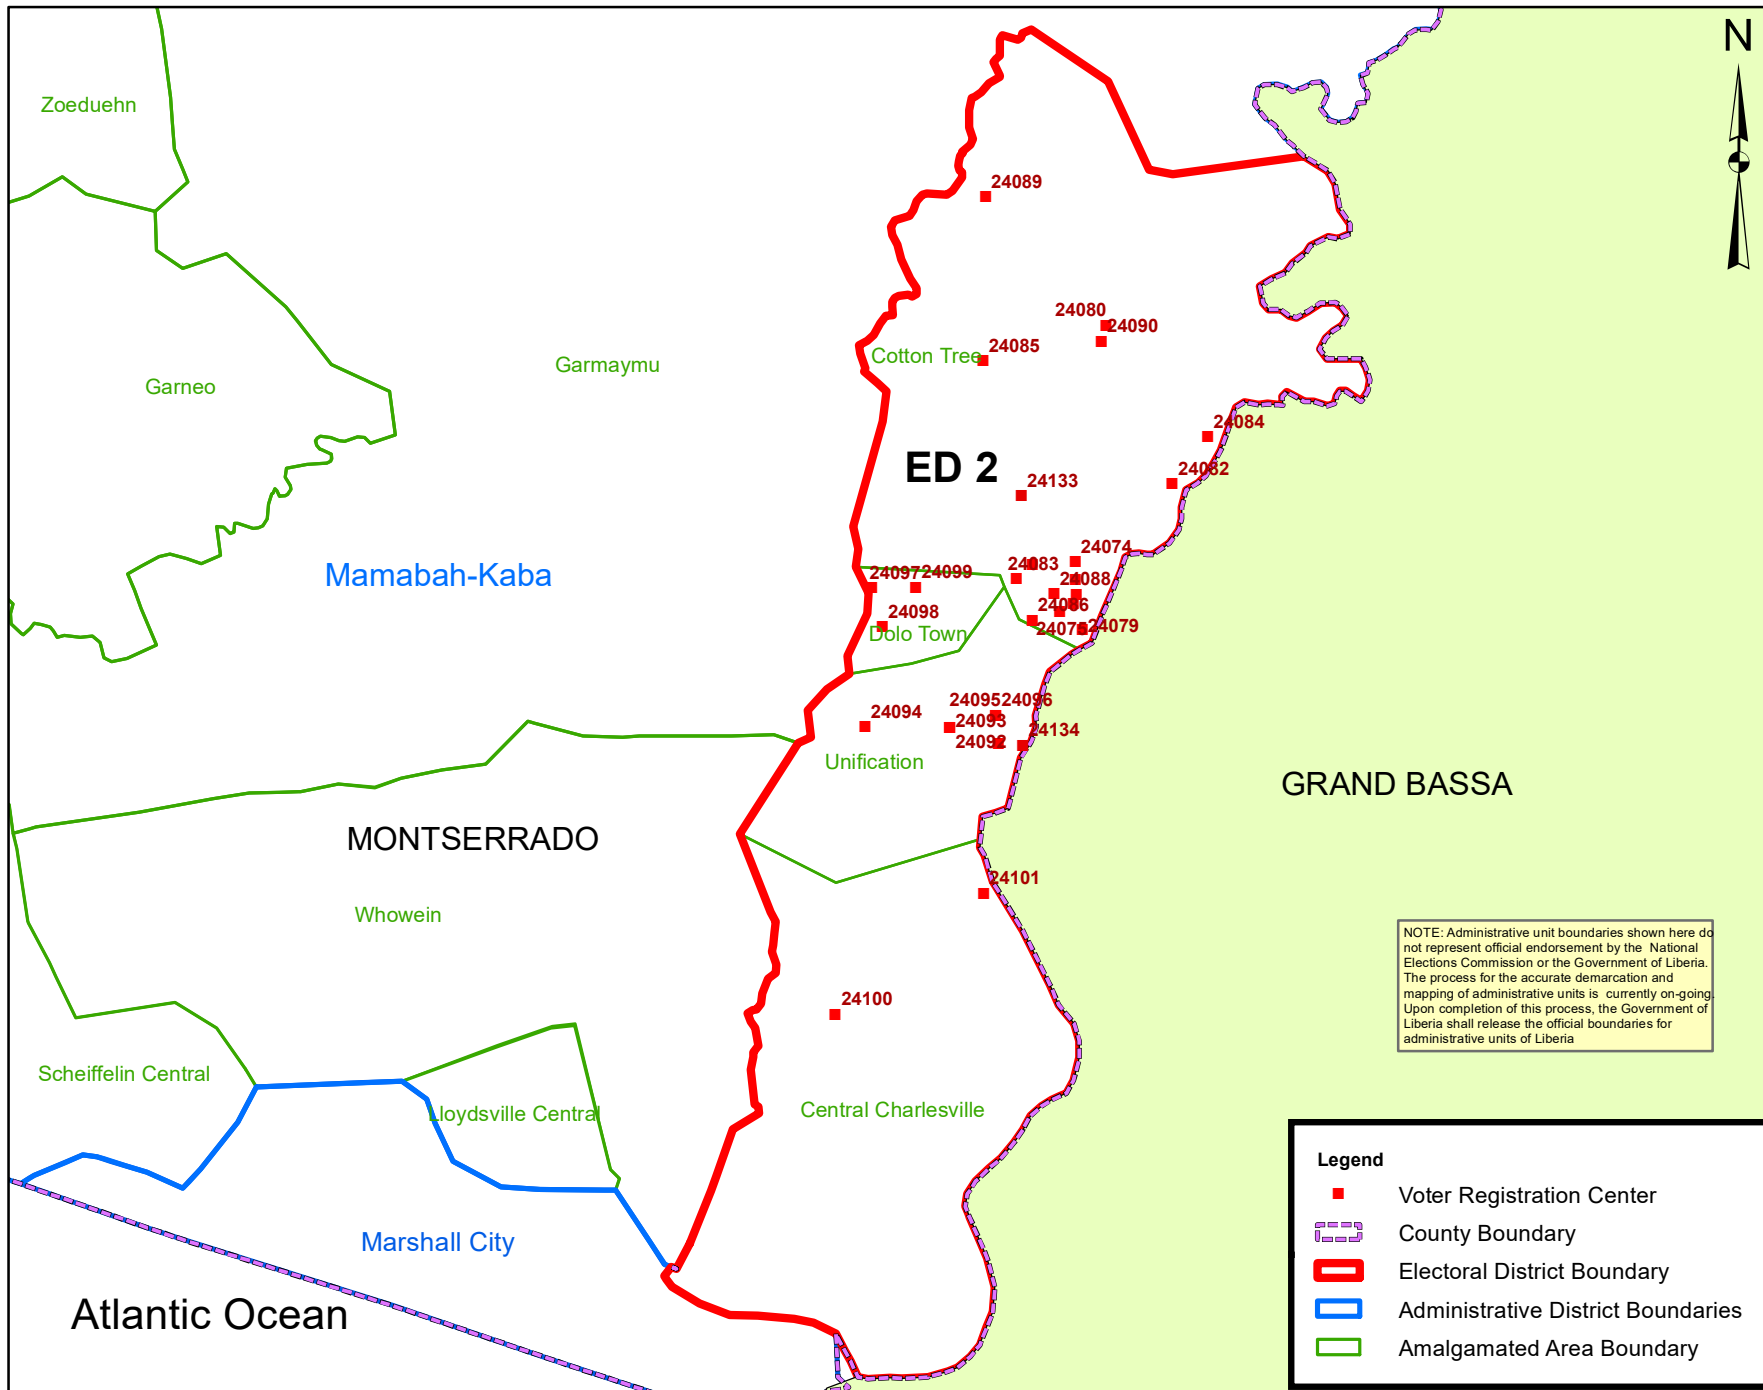 N
Zoeduehn
24089
24080
24090
24085
Cotton Tree
Garmaymu
Garneo
24084
ED 2
24082
24133
24074
24083
Mamabah-Kaba
24097
24099
24088
24086
24098
Dolo Town
24079
24095
24096
24094
24093
24134
24092
Unification
GRAND BASSA
MONTSERRADO
24101
Whowein
NOTE: Administrative unit boundaries shown here do
not represent official endorsement by the National
Elections Commission or the Government of Liberia.
The process for the accurate demarcation and
mapping of administrative units is currently on-going.
Upon completion of this process, the Government of
Liberia shall release the official boundaries for
administrative units of Liberia
24100
Scheiffelin Central
Lloydsville Central
Central Charlesville
Legend
Voter Registration Center
County Boundary
Electoral District Boundary
Administrative District Boundaries
Amalgamated Area Boundary
Marshall City
Atlantic Ocean